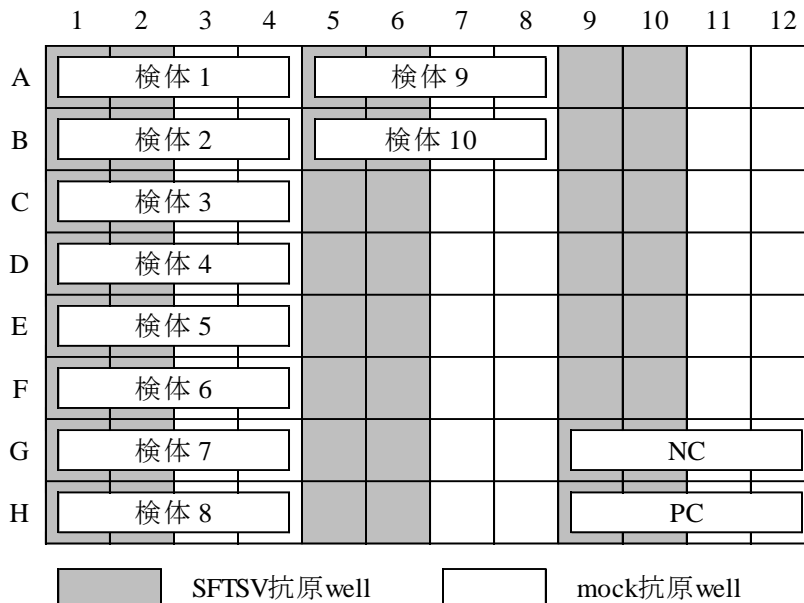 1 2 3 4 5 6 7 8 9 10 11 12
A 検体 1 検体 9
B 検体 2 検体 10
C 検体 3
D 検体 4
E 検体 5
F 検体 6
G 検体 7 NC
H 検体 8 PC
SFTSV抗原well mock抗原well